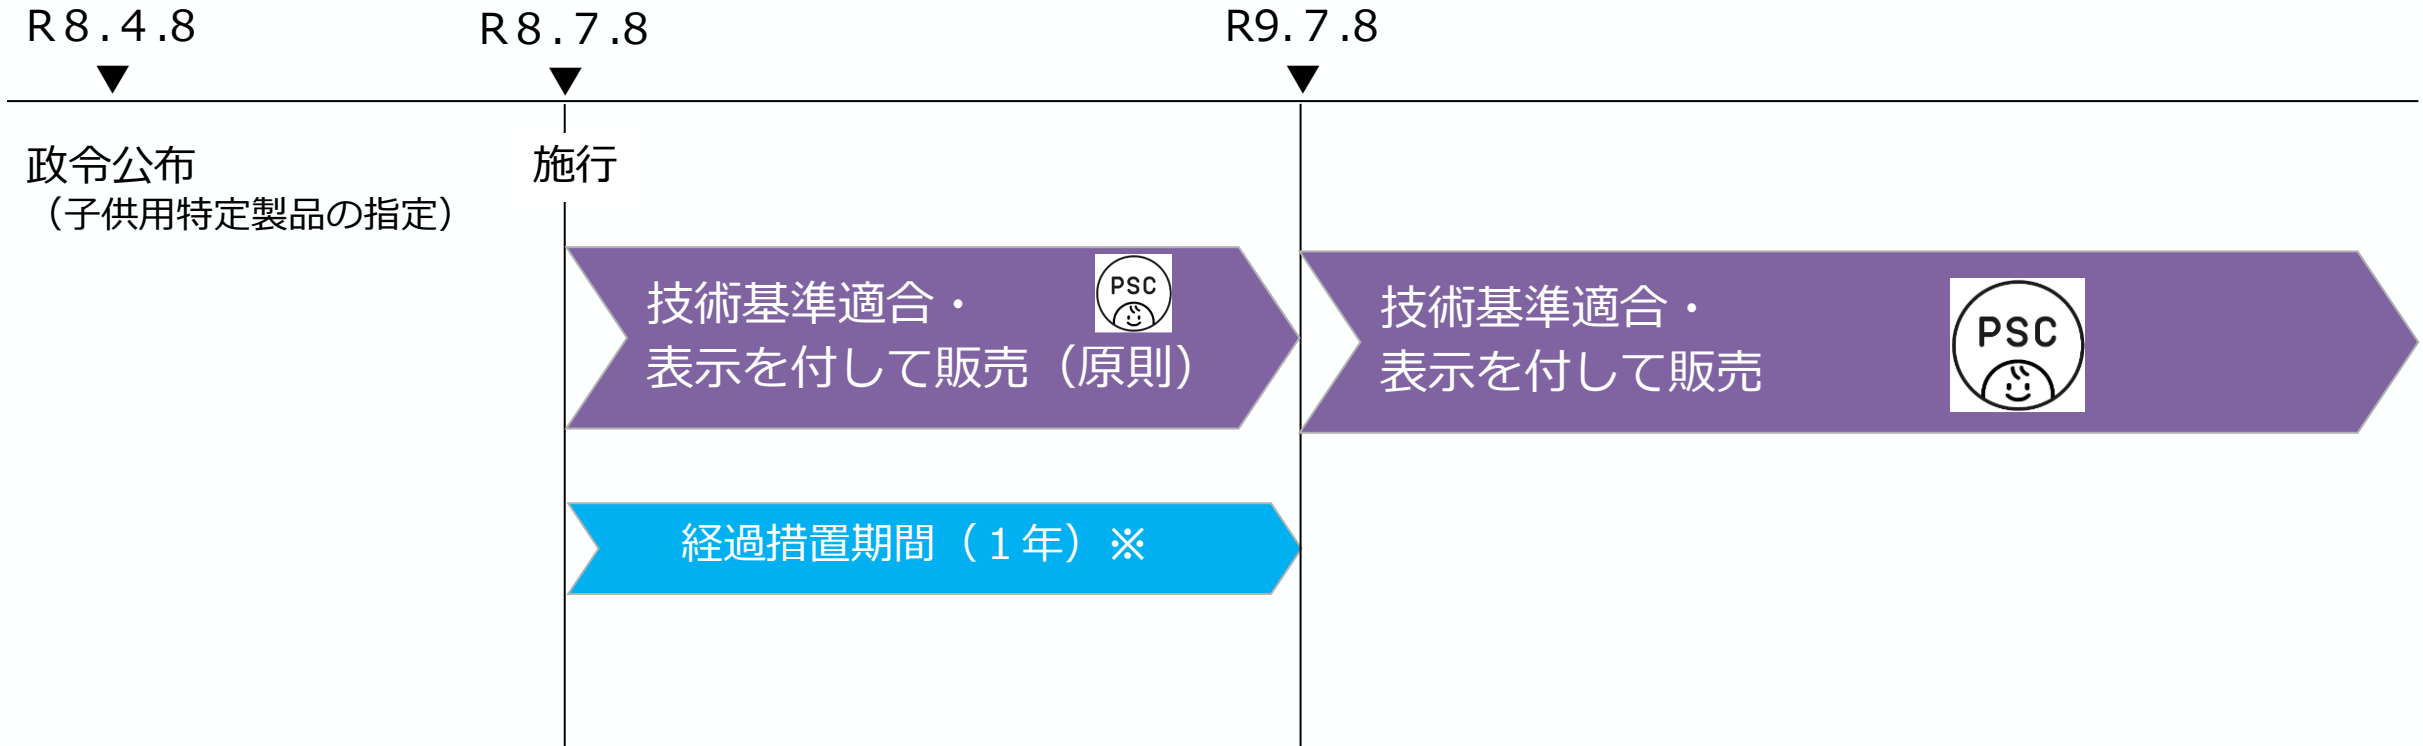 R８.４.8
R８.７.8
R9.７.8
政令公布
（子供用特定製品の指定）
施行
技術基準適合・
表示を付して販売（原則）
PSC
技術基準適合・
表示を付して販売
PSC
経過措置期間（１年）※